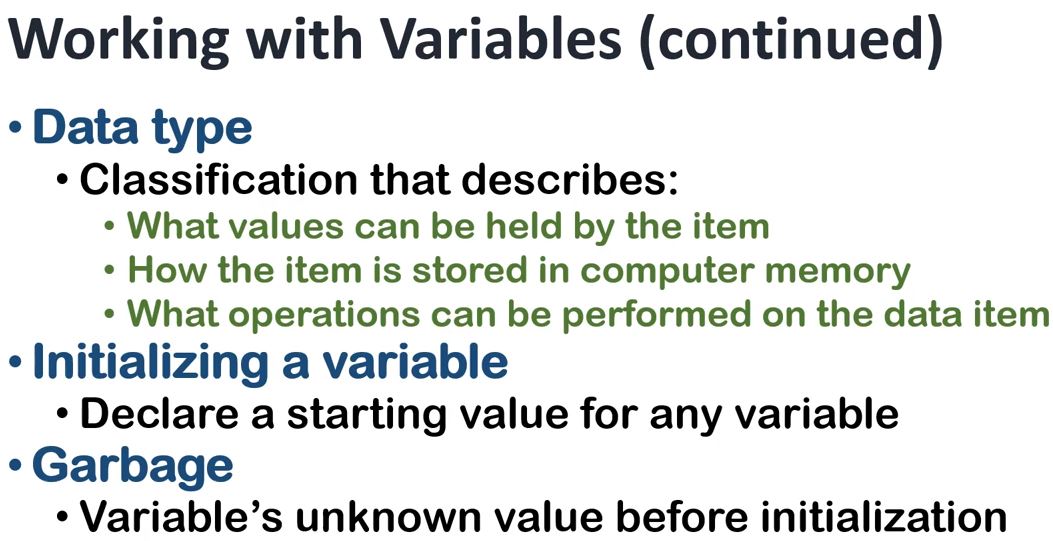 Working with Variables (continued)
• Data type
• Classification that describes:
• What values can be held by the item
• How the item is stored in computer memory
• What operations can be performed on the data item
• Initializing a variable
• Declare a starting value for any variable
• Garbage
• Variable’s unknown value before initialization